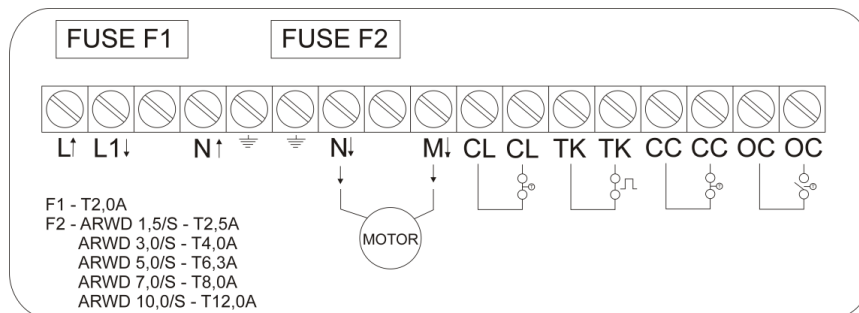 FUSE F1 FUSE F2
L↑ L1↓ N↑ N↓ M↓ CL CL TK TK CC CC OC OC
MOTOR
F1 - T2,0A
F2 - ARWD 1,5/S - T2,5A
ARWD 3,0/S - T4,0A
ARWD 5,0/S - T6,3A
ARWD 7,0/S - T8,0A
ARWD 10,0/S - T12,0A